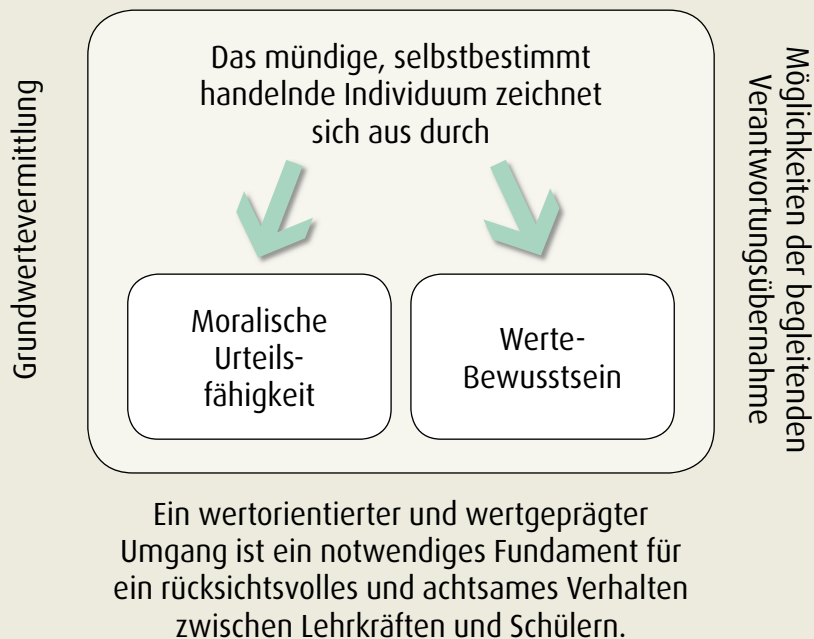 Grundwertevermittlung
Das mündige, selbstbestimmt
handelnde Individuum zeichnet
sich aus durch
Moralische
Urteils-
fähigkeit
Werte-
Bewusstsein
Möglichkeiten der begleitenden
Verantwortungsübernahme
Ein wertorientierter und wertgeprägter
Umgang ist ein notwendiges Fundament für
ein rücksichtsvolles und achtsames Verhalten
zwischen Lehrkräften und Schülern.